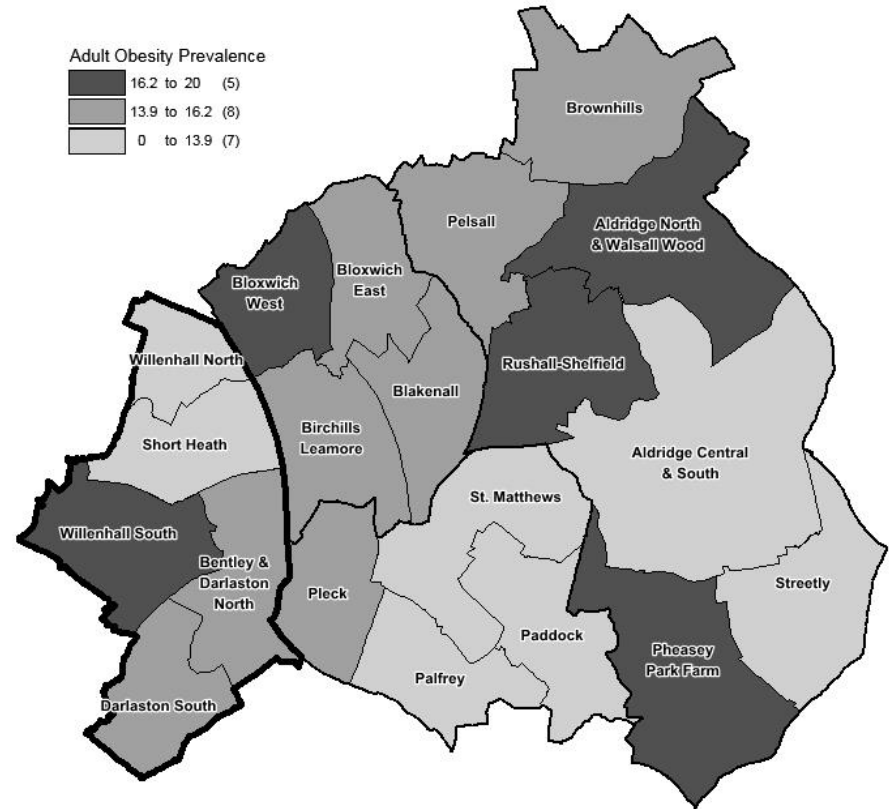 Adult Obesity Prevalence
16.2 to 20 (5)
13.9 to 16.2 (8)
0 to 13.9 (7)
Brownhills
Pelsall
Aldridge North
& Walsall Wood
Bloxwich
West
Bloxwich
East
Willenhall North
Blakenall
Rushall-Shelfield
Birchills
Leamore
Short Heath
Aldridge Central
& South
St. Matthews
Willenhall South
Bentley &
Darlaston
North
Pleck
Streetly
Paddock
Pheasey
Park Farm
Palfrey
Darlaston South